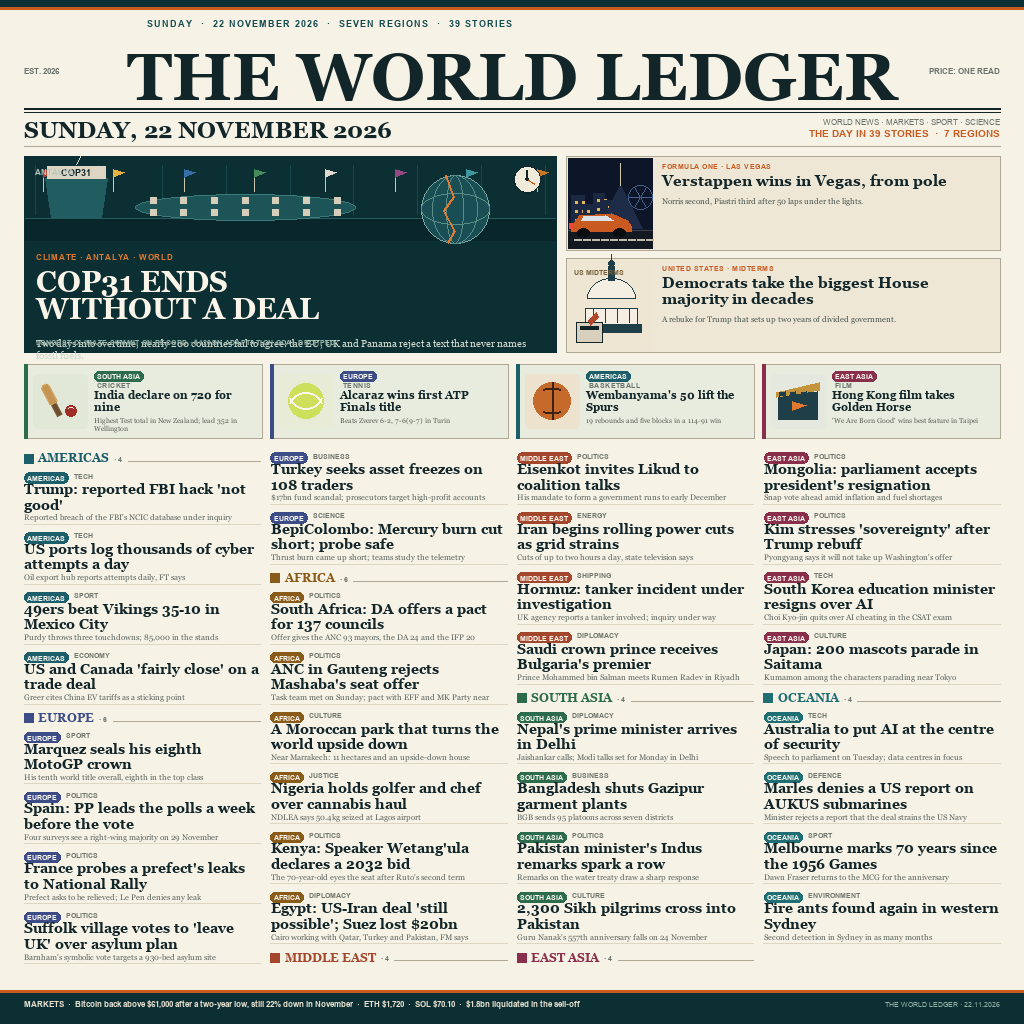 SUNDAY · 22 NOVEMBER 2026 · SEVEN REGIONS · 39 STORIES
EST. 2026
THE WORLD LEDGER
PRICE: ONE READ
SUNDAY, 22 NOVEMBER 2026
WORLD NEWS · MARKETS · SPORT · SCIENCE
THE DAY IN 39 STORIES · 7 REGIONS
COP31
CLIMATE · ANTALYA · WORLD
COP31 ENDS
WITHOUT A DEAL
Two days into overtime, nearly 200 countries fail to agree; the EU, UK and Panama reject a text that never names
fossil fuels.
FORMULA ONE · LAS VEGAS
Verstappen wins in Vegas, from pole
Norris second, Piastri third after 50 laps under the lights.
US MIDTERMS
UNITED STATES · MIDTERMS
Democrats take the biggest House
majority in decades
A rebuke for Trump that sets up two years of divided government.
SOUTH ASIA
CRICKET
India declare on 720 for
nine
Highest Test total in New Zealand; lead 352 in
Wellington
EUROPE
TENNIS
Alcaraz wins first ATP
Finals title
Beats Zverev 6-2, 7-6(9-7) in Turin
AMERICAS
BASKETBALL
Wembanyama's 50 lift the
Spurs
19 rebounds and five blocks in a 114-91 win
EAST ASIA
FILM
Hong Kong film takes
Golden Horse
'We Are Born Good' wins best feature in Taipei
AMERICAS · 4
AMERICAS TECH
Trump: reported FBI hack 'not
good'
Reported breach of the FBI's NCIC database under inquiry
AMERICAS TECH
US ports log thousands of cyber
attempts a day
Oil export hub reports attempts daily, FT says
AMERICAS SPORT
49ers beat Vikings 35-10 in
Mexico City
Purdy throws three touchdowns; 85,000 in the stands
AMERICAS ECONOMY
US and Canada 'fairly close' on a
trade deal
Greer cites China EV tariffs as a sticking point
EUROPE · 6
EUROPE SPORT
Marquez seals his eighth
MotoGP crown
His tenth world title overall, eighth in the top class
EUROPE POLITICS
Spain: PP leads the polls a week
before the vote
Four surveys see a right-wing majority on 29 November
EUROPE POLITICS
France probes a prefect's leaks
to National Rally
Prefect asks to be relieved; Le Pen denies any leak
EUROPE POLITICS
Suffolk village votes to 'leave
UK' over asylum plan
Barnham's symbolic vote targets a 930-bed asylum site
EUROPE BUSINESS
Turkey seeks asset freezes on
108 traders
$17bn fund scandal; prosecutors target high-profit accounts
EUROPE SCIENCE
BepiColombo: Mercury burn cut
short; probe safe
Thrust burn came up short; teams study the telemetry
AFRICA · 6
AFRICA POLITICS
South Africa: DA offers a pact
for 137 councils
Offer gives the ANC 93 mayors, the DA 24 and the IFP 20
AFRICA POLITICS
ANC in Gauteng rejects
Mashaba's seat offer
Task team met on Sunday; pact with EFF and MK Party near
AFRICA CULTURE
A Moroccan park that turns the
world upside down
Near Marrakech: 11 hectares and an upside-down house
AFRICA JUSTICE
Nigeria holds golfer and chef
over cannabis haul
NDLEA says 50.4kg seized at Lagos airport
AFRICA POLITICS
Kenya: Speaker Wetang'ula
declares a 2032 bid
The 70-year-old eyes the seat after Ruto's second term
AFRICA DIPLOMACY
Egypt: US-Iran deal 'still
possible'; Suez lost $20bn
Cairo working with Qatar, Turkey and Pakistan, FM says
MIDDLE EAST · 4
MIDDLE EAST POLITICS
Eisenkot invites Likud to
coalition talks
His mandate to form a government runs to early December
MIDDLE EAST ENERGY
Iran begins rolling power cuts
as grid strains
Cuts of up to two hours a day, state television says
MIDDLE EAST SHIPPING
Hormuz: tanker incident under
investigation
UK agency reports a tanker involved; inquiry under way
MIDDLE EAST DIPLOMACY
Saudi crown prince receives
Bulgaria's premier
Prince Mohammed bin Salman meets Rumen Radev in Riyadh
SOUTH ASIA · 4
SOUTH ASIA DIPLOMACY
Nepal's prime minister arrives
in Delhi
Jaishankar calls; Modi talks set for Monday in Delhi
SOUTH ASIA BUSINESS
Bangladesh shuts Gazipur
garment plants
BGB sends 95 platoons across seven districts
SOUTH ASIA POLITICS
Pakistan minister's Indus
remarks spark a row
Remarks on the water treaty draw a sharp response
SOUTH ASIA CULTURE
2,300 Sikh pilgrims cross into
Pakistan
Guru Nanak's 557th anniversary falls on 24 November
EAST ASIA · 4
EAST ASIA POLITICS
Mongolia: parliament accepts
president's resignation
Snap vote ahead amid inflation and fuel shortages
EAST ASIA POLITICS
Kim stresses 'sovereignty' after
Trump rebuff
Pyongyang says it will not take up Washington's offer
EAST ASIA TECH
South Korea education minister
resigns over AI
Choi Kyo-jin quits over AI cheating in the CSAT exam
EAST ASIA CULTURE
Japan: 200 mascots parade in
Saitama
Kumamon among the characters parading near Tokyo
OCEANIA · 4
OCEANIA TECH
Australia to put AI at the centre
of security
Speech to parliament on Tuesday; data centres in focus
OCEANIA DEFENCE
Marles denies a US report on
AUKUS submarines
Minister rejects a report that the deal strains the US Navy
OCEANIA SPORT
Melbourne marks 70 years since
the 1956 Games
Dawn Fraser returns to the MCG for the anniversary
OCEANIA ENVIRONMENT
Fire ants found again in western
Sydney
Second detection in Sydney in as many months
MARKETS · Bitcoin back above $61,000 after a two-year low, still 22% down in November · ETH $1,720 · SOL $70.10 · $1.8bn liquidated in the sell-off
THE WORLD LEDGER · 22.11.2026